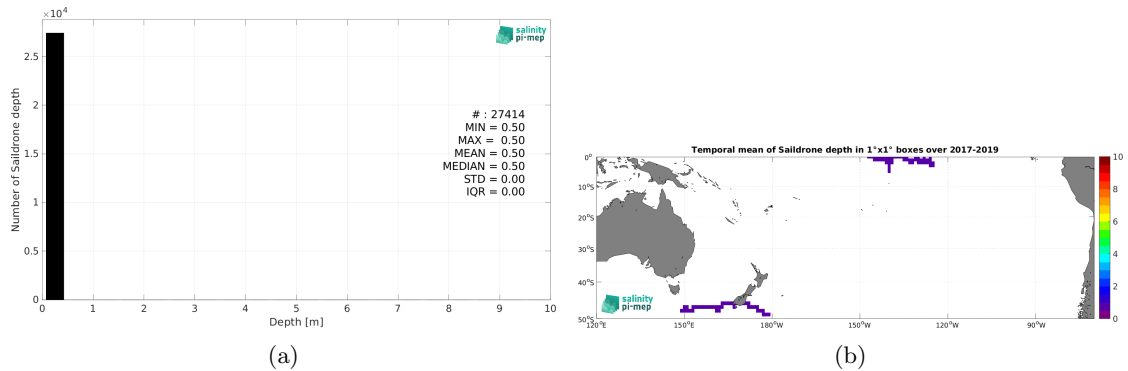 ×10⁴
salinity
pi-mep
2.5
2
1.5
1
0.5
0
Number of Saildrone depth
# : 27414
MIN = 0.50
MAX = 0.50
MEAN = 0.50
MEDIAN = 0.50
STD = 0.00
IQR = 0.00
0 1 2 3 4 5 6 7 8 9 10
Depth [m]
(a)
Temporal mean of Saildrone depth in 1°x1° boxes over 2017-2019
0°
10°S
20°S
30°S
40°S
50°S
salinity
pi-mep
120°E 150°E 180°E 150°W 120°W 90°W
10
8
6
4
2
0
(b)